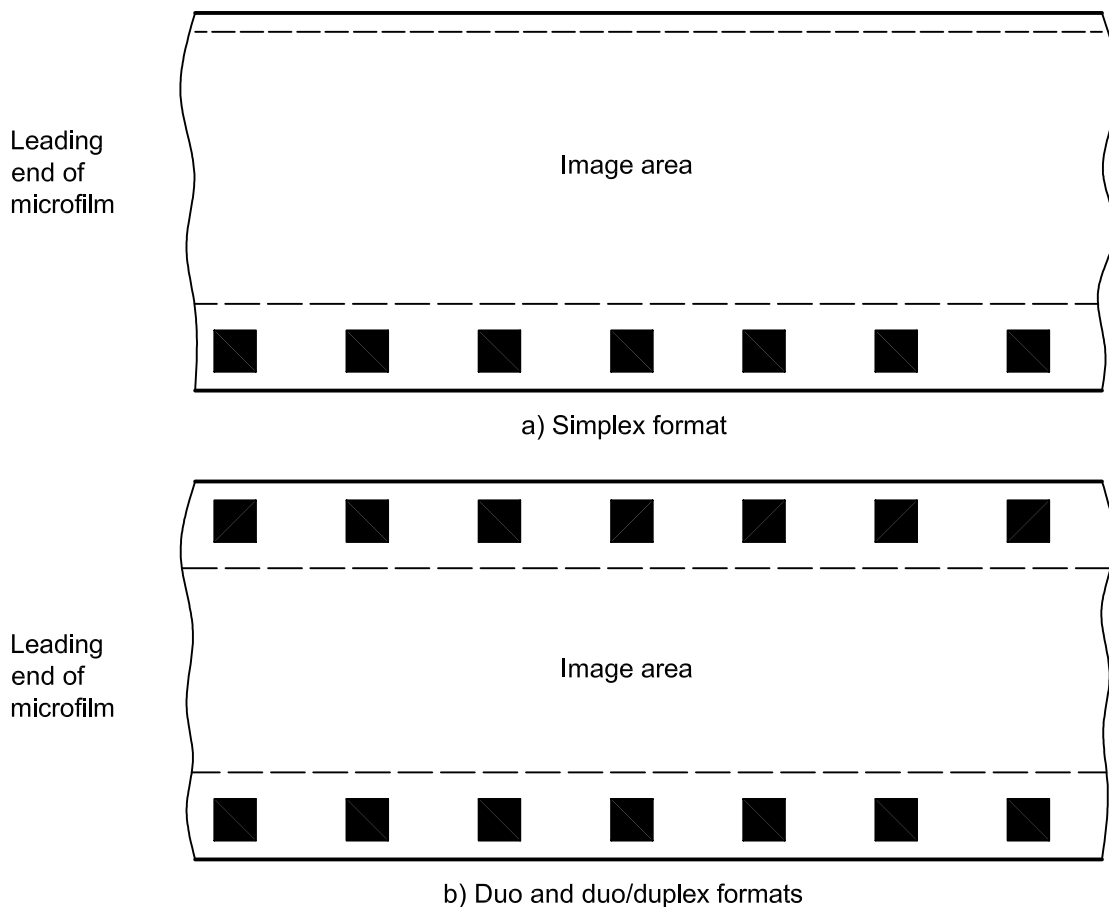 Leading
end of
microfilm
Image area
a) Simplex format
Leading
end of
microfilm
Image area
b) Duo and duo/duplex formats